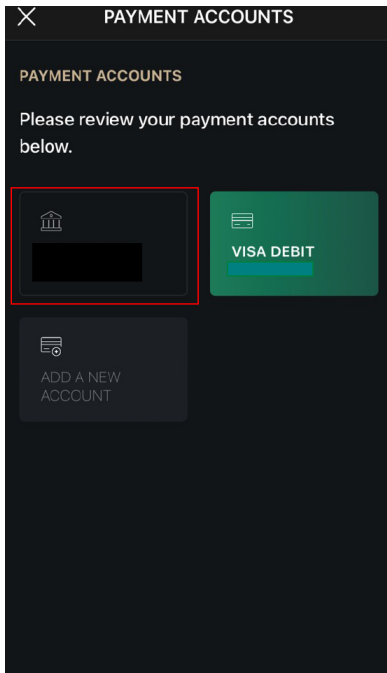 PAYMENT ACCOUNTS
PAYMENT ACCOUNTS
Please review your payment accounts
below.
VISA DEBIT
ADD A NEW
ACCOUNT